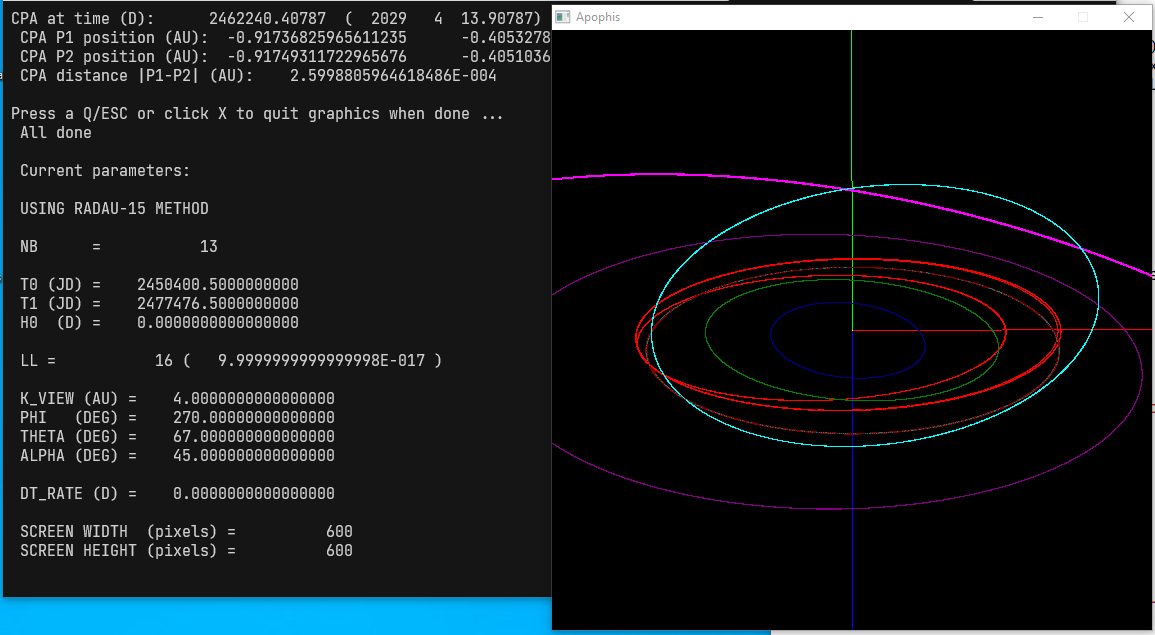 CPA at time (D):      2462240.40787  (  2029   4  13.90787)
CPA P1 position (AU):  -0.91736825965611235      -0.4053278
CPA P2 position (AU):  -0.91749311722965676      -0.4051036
CPA distance |P1-P2| (AU):    2.5998805964618486E-004
Press a Q/ESC or click X to quit graphics when done ...
All done
Current parameters:
USING RADAU-15 METHOD
NB      =           13
T0 (JD) =    2450400.5000000000
T1 (JD) =    2477476.5000000000
H0  (D) =    0.0000000000000000
LL =           16 (   9.9999999999999998E-017 )
K_VIEW (AU) =    4.0000000000000000
PHI   (DEG) =    270.00000000000000
THETA (DEG) =    67.000000000000000
ALPHA (DEG) =    45.000000000000000
DT_RATE (D) =    0.0000000000000000
SCREEN WIDTH  (pixels) =          600
SCREEN HEIGHT (pixels) =          600
Apophis